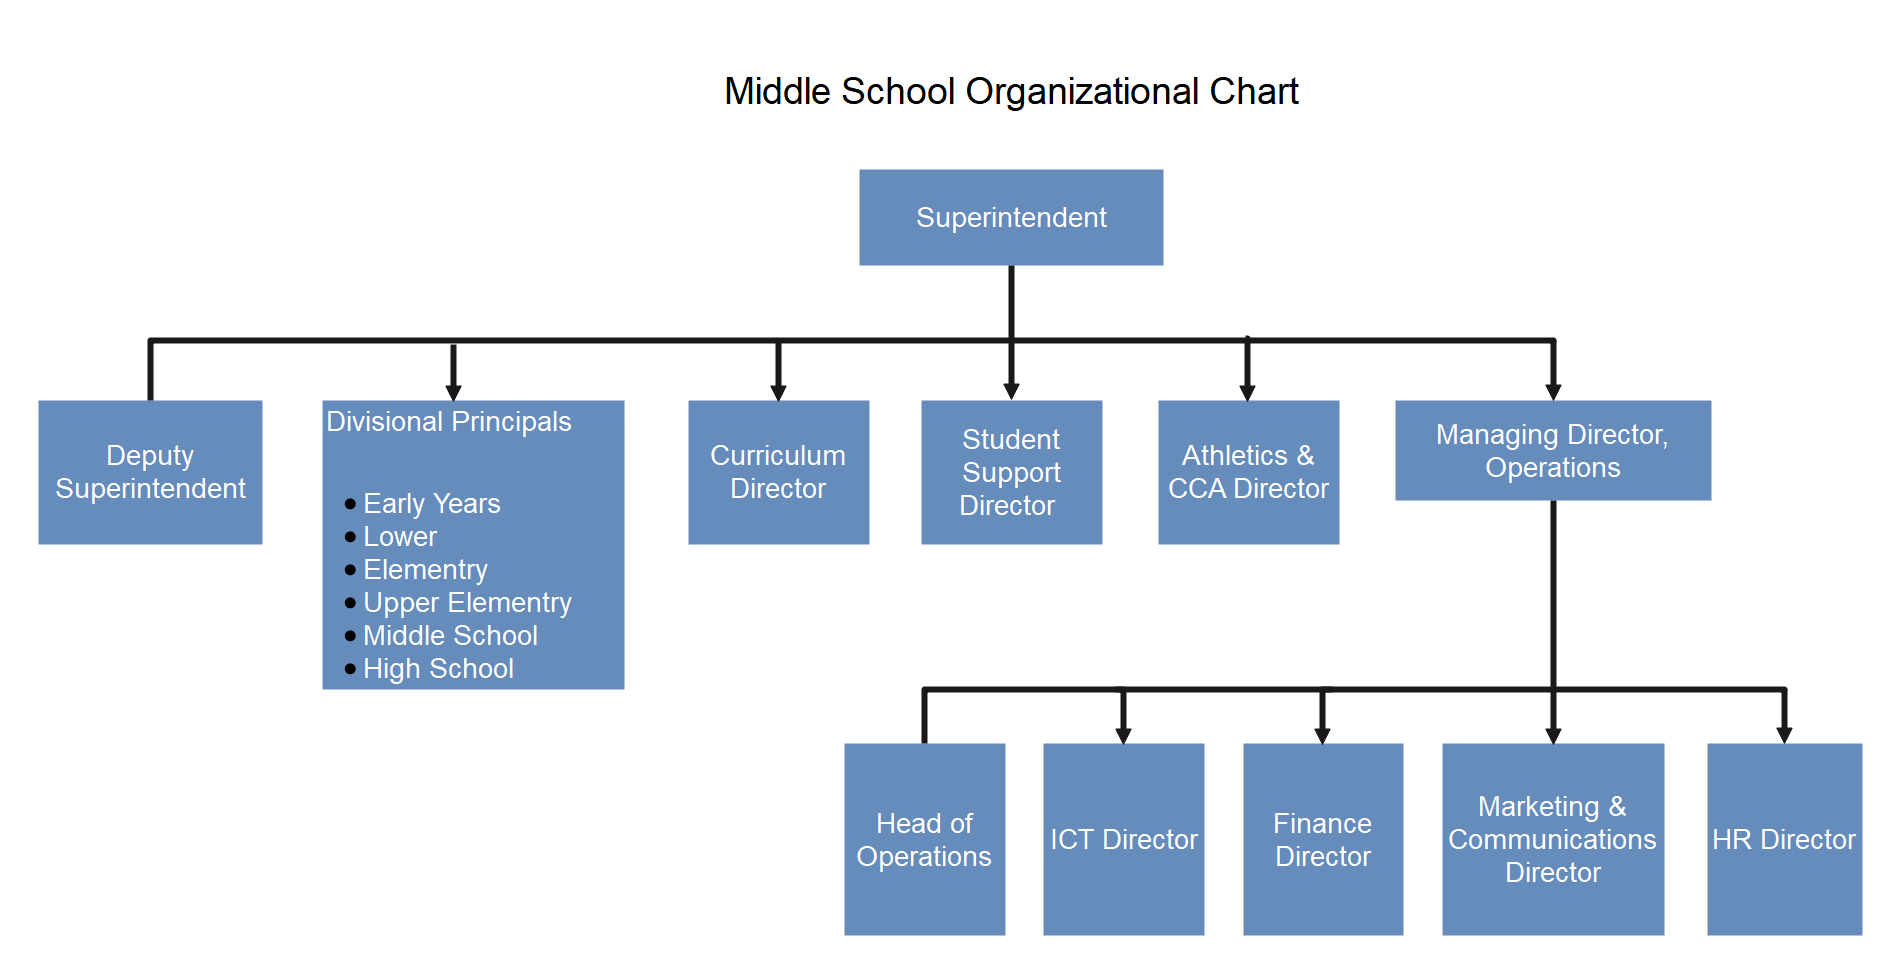 Middle School Organizational Chart
Superintendent
Deputy
Superintendent
Divisional Principals
Early Years
Lower
Elementry
Upper Elementry
Middle School
High School
Curriculum
Director
Student
Support
Director
Athletics &
CCA Director
Managing Director,
Operations
Head of
Operations
ICT Director
Finance
Director
Marketing &
Communications
Director
HR Director